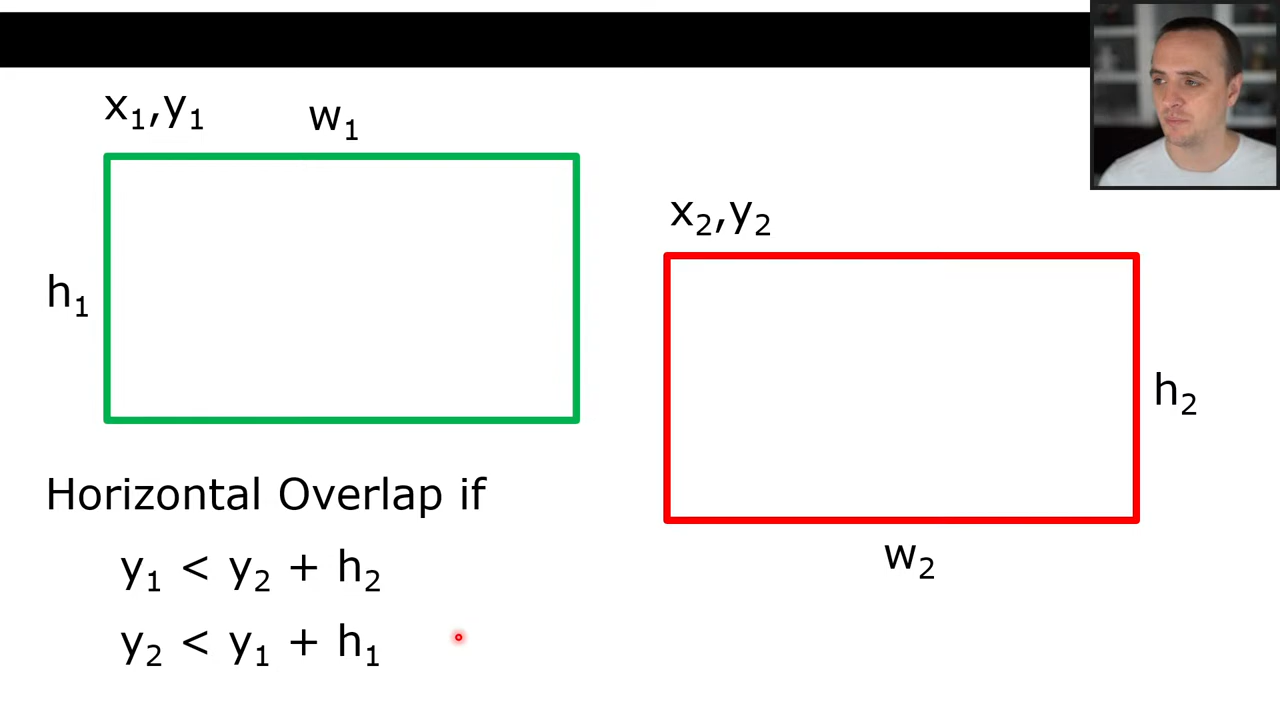 x₁,y₁
w₁
x₂,y₂
h₁
h₂
Horizontal Overlap if
w₂
y₁ < y₂ + h₂
y₂ < y₁ + h₁